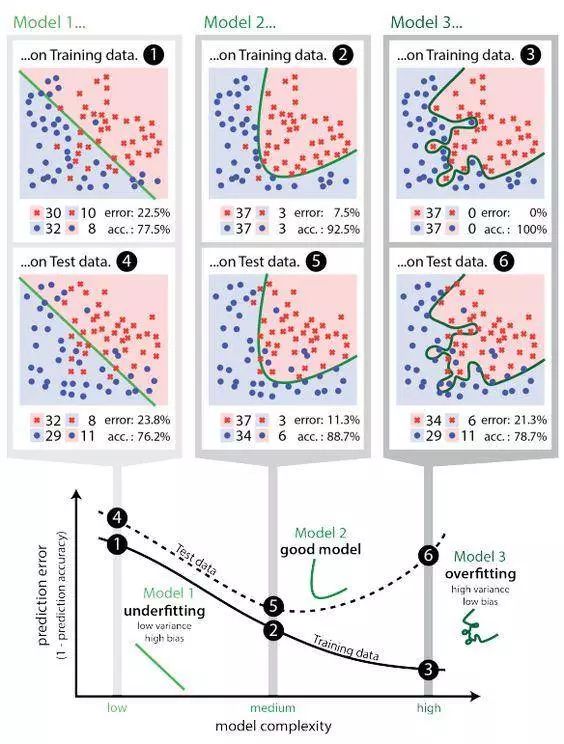 Model 1...
Model 2...
Model 3...
...on Training data. 1
...on Training data. 2
...on Training data. 3
30 10 error: 22.5%
32 8 acc.: 77.5%
37 3 error: 7.5%
37 3 acc.: 92.5%
37 0 error: 0%
37 0 acc.: 100%
...on Test data. 4
...on Test data. 5
...on Test data. 6
32 8 error: 23.8%
29 11 acc.: 76.2%
37 3 error: 11.3%
34 6 acc.: 88.7%
34 6 error: 21.3%
29 11 acc.: 78.7%
prediction error
(1 - prediction accuracy)
4
1
Test data
Model 1
underfitting
low variance
high bias
5
2
Model 2
good model
Training data
6
3
Model 3
overfitting
high variance
low bias
low
medium
high
model complexity